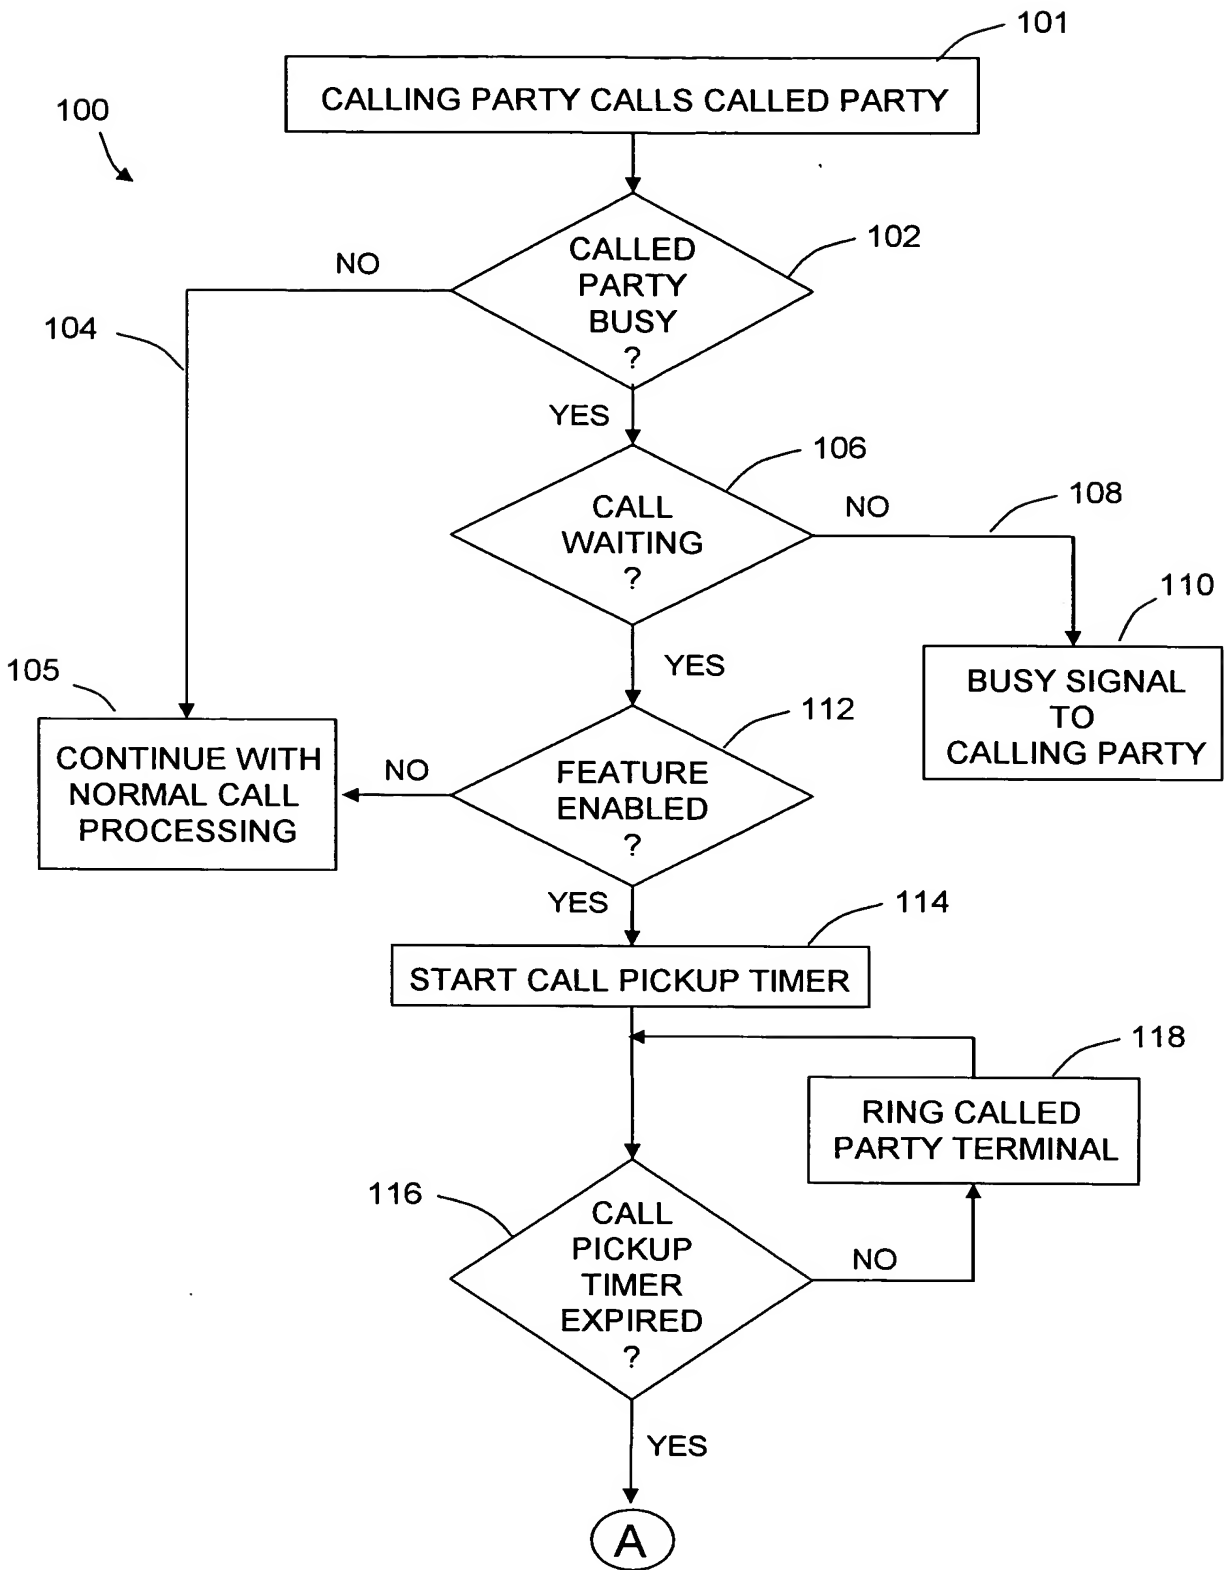 101
CALLING PARTY CALLS CALLED PARTY
100
102
CALLED
PARTY
BUSY
?
NO
104
YES
106
CALL
WAITING
?
NO
108
110
BUSY SIGNAL
TO
CALLING PARTY
YES
105
CONTINUE WITH
NORMAL CALL
PROCESSING
112
FEATURE
ENABLED
?
NO
YES
114
START CALL PICKUP TIMER
118
RING CALLED
PARTY TERMINAL
116
CALL
PICKUP
TIMER
EXPIRED
?
NO
YES
A